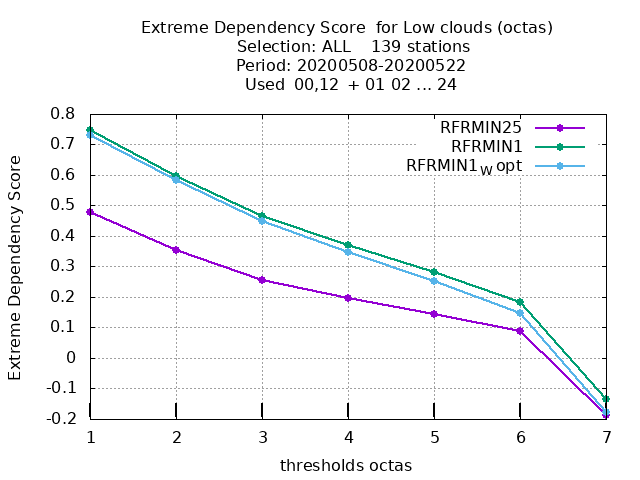 Extreme Dependency Score  for Low clouds (octas)
Selection: ALL    139 stations
Period: 20200508-20200522
Used  00,12  + 01 02 ... 24
RFRMIN25
RFRMIN1
RFRMIN1W opt
Extreme Dependency Score
0.8
0.7
0.6
0.5
0.4
0.3
0.2
0.1
0
-0.1
-0.2
1 2 3 4 5 6 7
thresholds octas